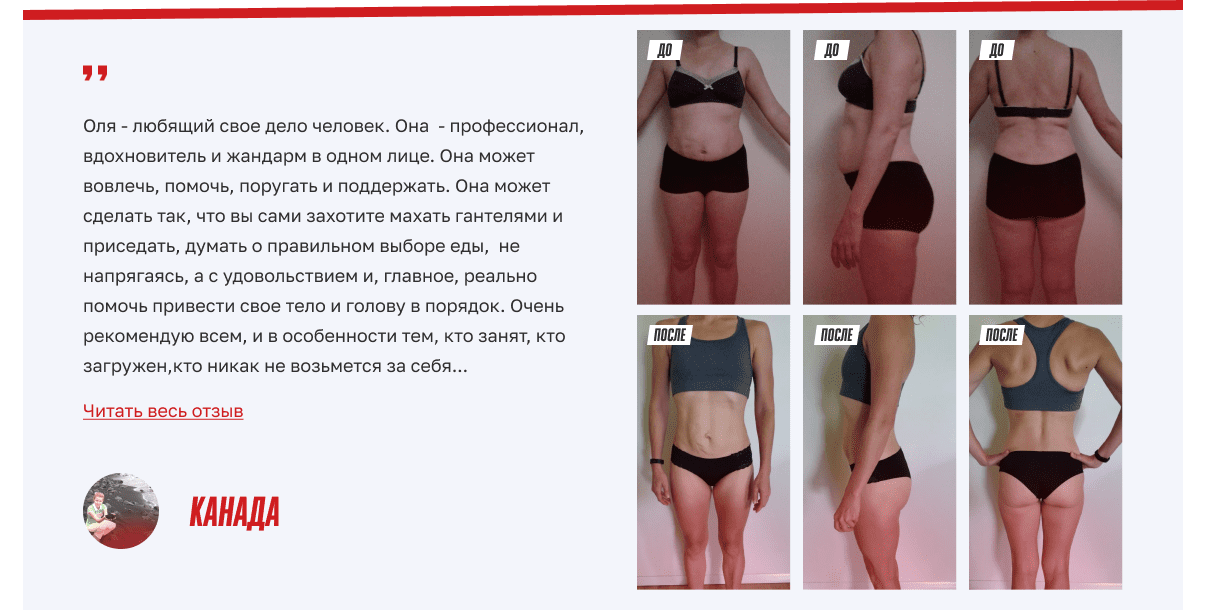 Оля - любящий свое дело человек. Она  - профессионал,
вдохновитель и жандарм в одном лице. Она может
вовлечь, помочь, поругать и поддержать. Она может
сделать так, что вы сами захотите махать гантелями и
приседать, думать о правильном выборе еды,  не
напрягаясь, а с удовольствием и, главное, реально
помочь привести свое тело и голову в порядок. Очень
рекомендую всем, и в особенности тем, кто занят, кто
загружен,кто никак не возьмется за себя...
Читать весь отзыв
КАНАДА
ДО
ДО
ДО
ПОСЛЕ
ПОСЛЕ
ПОСЛЕ